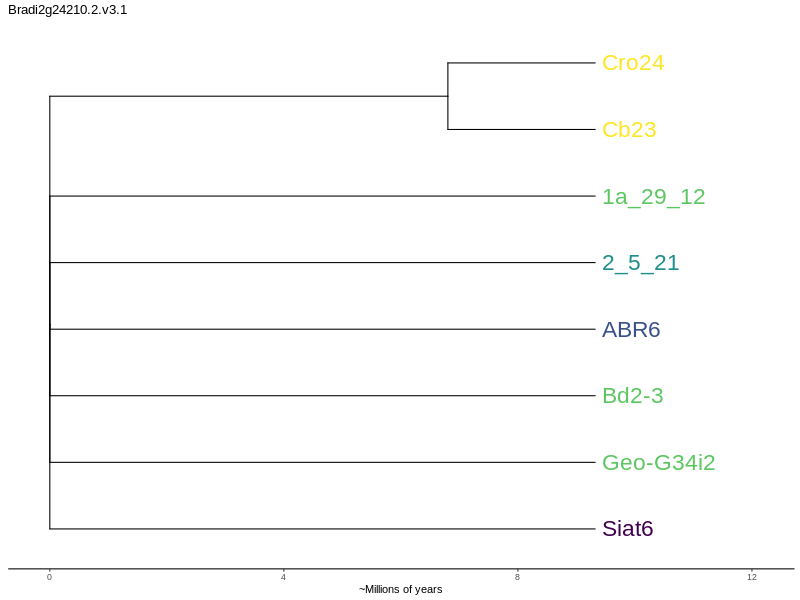 Bradi2g24210.2.v3.1
Cro24
Cb23
1a_29_12
2_5_21
ABR6
Bd2-3
Geo-G34i2
Siat6
0 4 8 12
~Millions of years